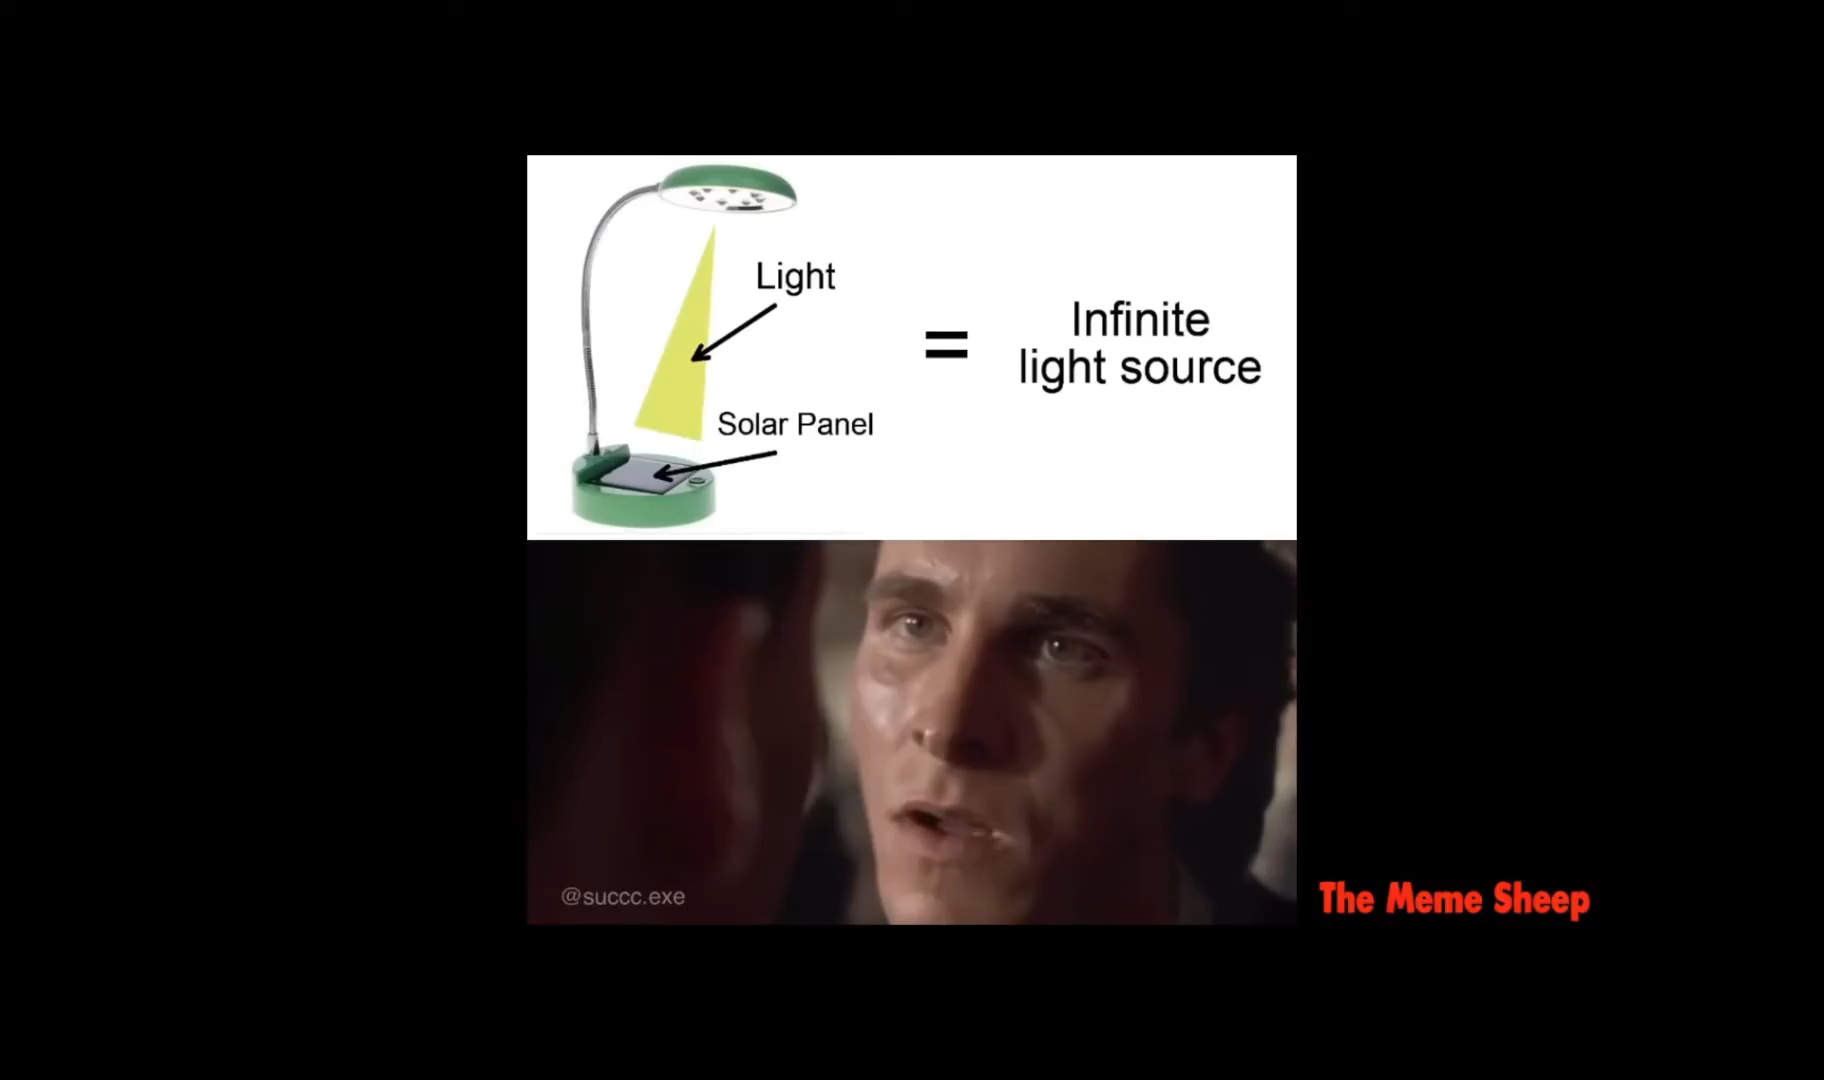 Light
Solar Panel
=
Infinite
light source
@succc.exe
The Meme Sheep